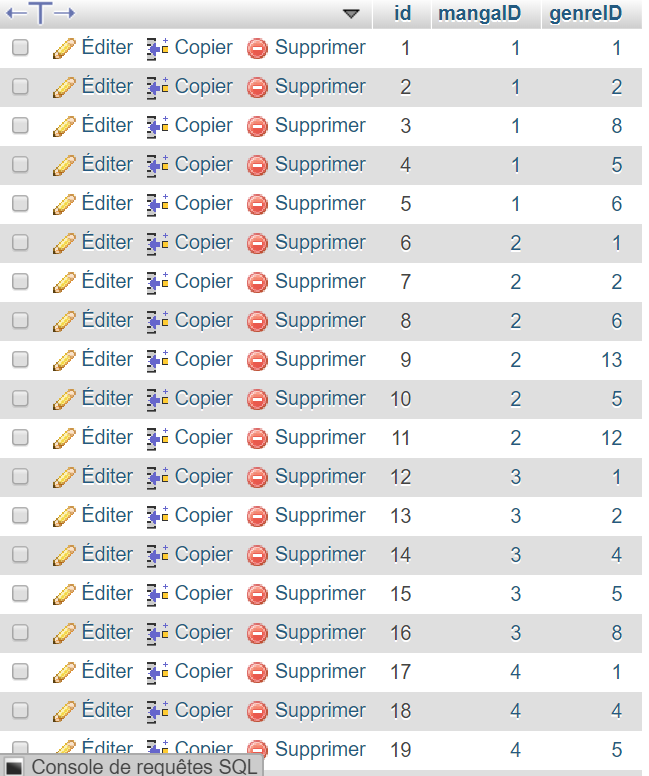 id mangaID genreID
Éditer Copier Supprimer 1 1 1
Éditer Copier Supprimer 2 1 2
Éditer Copier Supprimer 3 1 8
Éditer Copier Supprimer 4 1 5
Éditer Copier Supprimer 5 1 6
Éditer Copier Supprimer 6 2 1
Éditer Copier Supprimer 7 2 2
Éditer Copier Supprimer 8 2 6
Éditer Copier Supprimer 9 2 13
Éditer Copier Supprimer 10 2 5
Éditer Copier Supprimer 11 2 12
Éditer Copier Supprimer 12 3 1
Éditer Copier Supprimer 13 3 2
Éditer Copier Supprimer 14 3 4
Éditer Copier Supprimer 15 3 5
Éditer Copier Supprimer 16 3 8
Éditer Copier Supprimer 17 4 1
Éditer Copier Supprimer 18 4 4
Éditer Copier Supprimer 19 4 5
Console de requêtes SQL